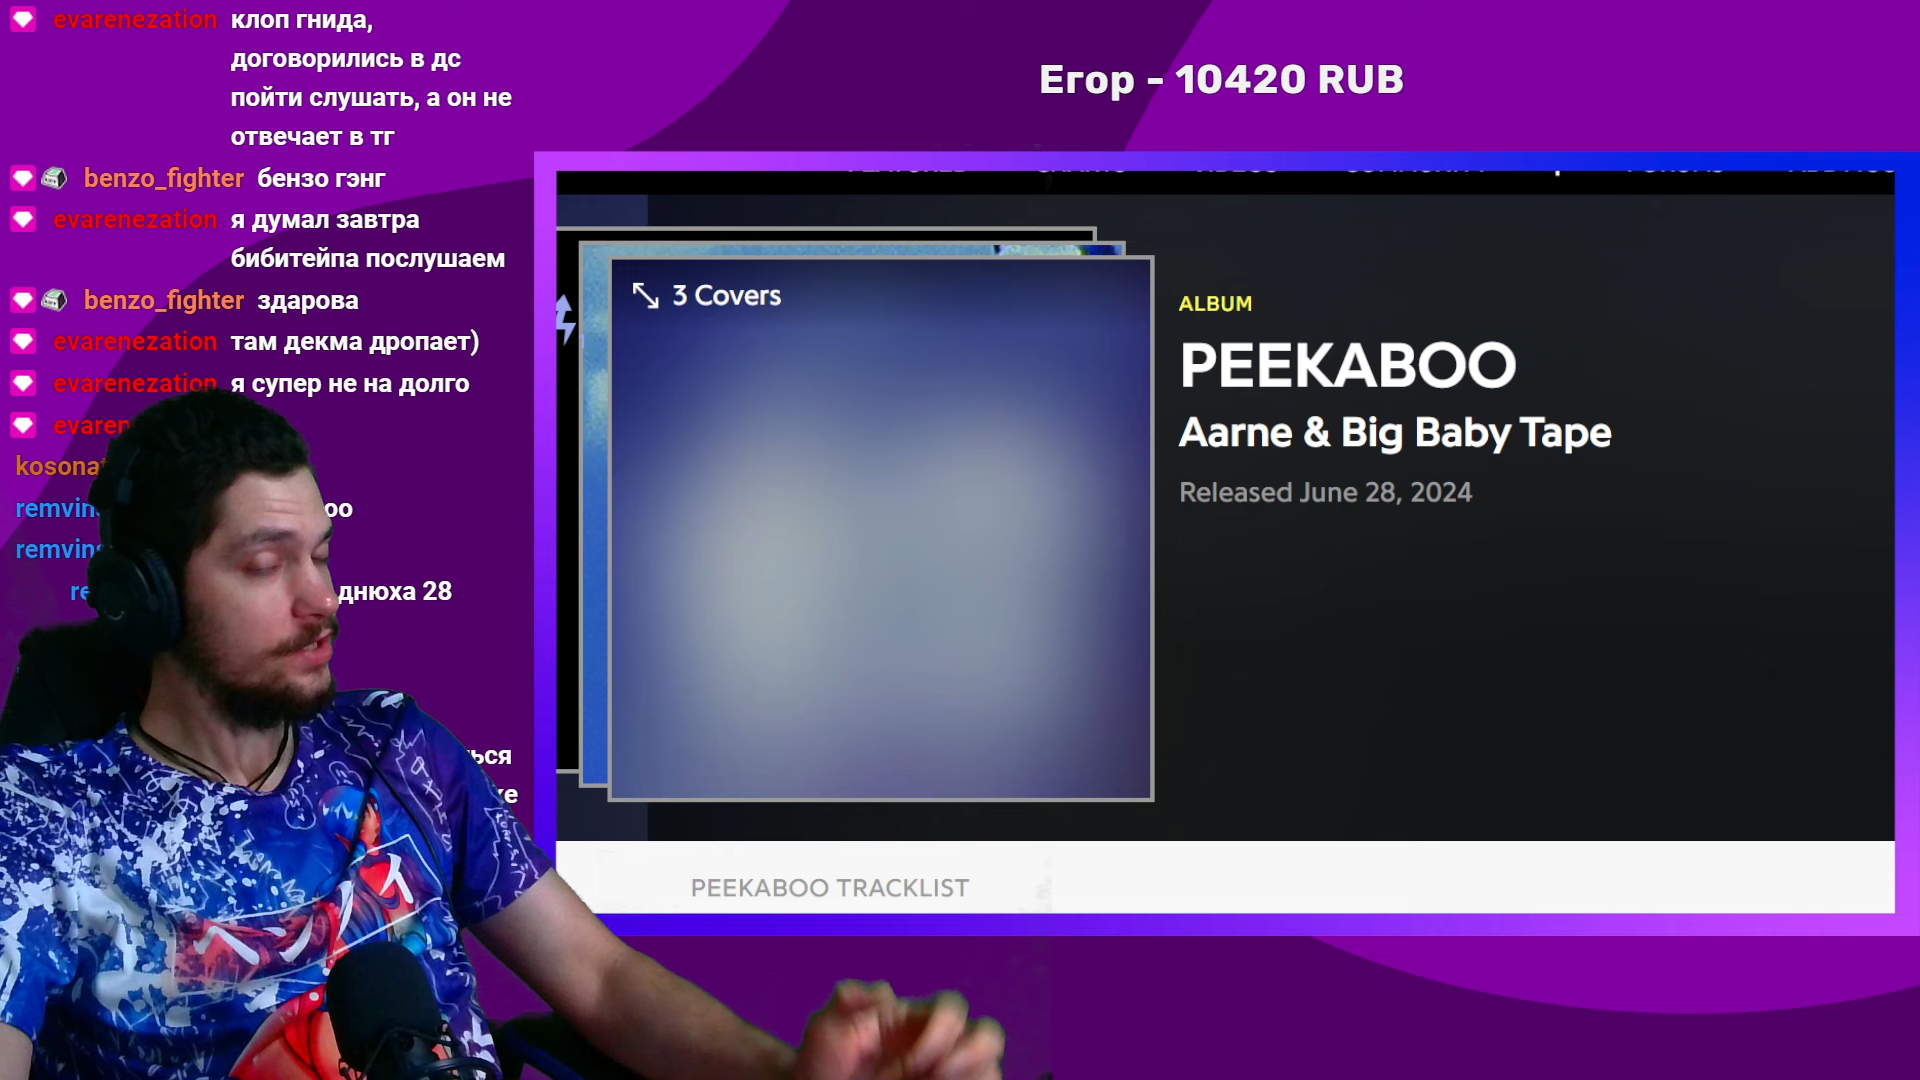 evarenezation клоп гнида,
договорились в дс
пойти слушать, а он не
отвечает в тг
benzo_fighter бензо гэнг
evarenezation я думал завтра
бибитейпа послушаем
benzo_fighter здарова
evarenezation там декма дропает)
evarenezation я супер не на долго
Егор - 10420 RUB
3 Covers
ALBUM
PEEKABOO
Aarne & Big Baby Tape
Released June 28, 2024
днюха 28
PEEKABOO TRACKLIST